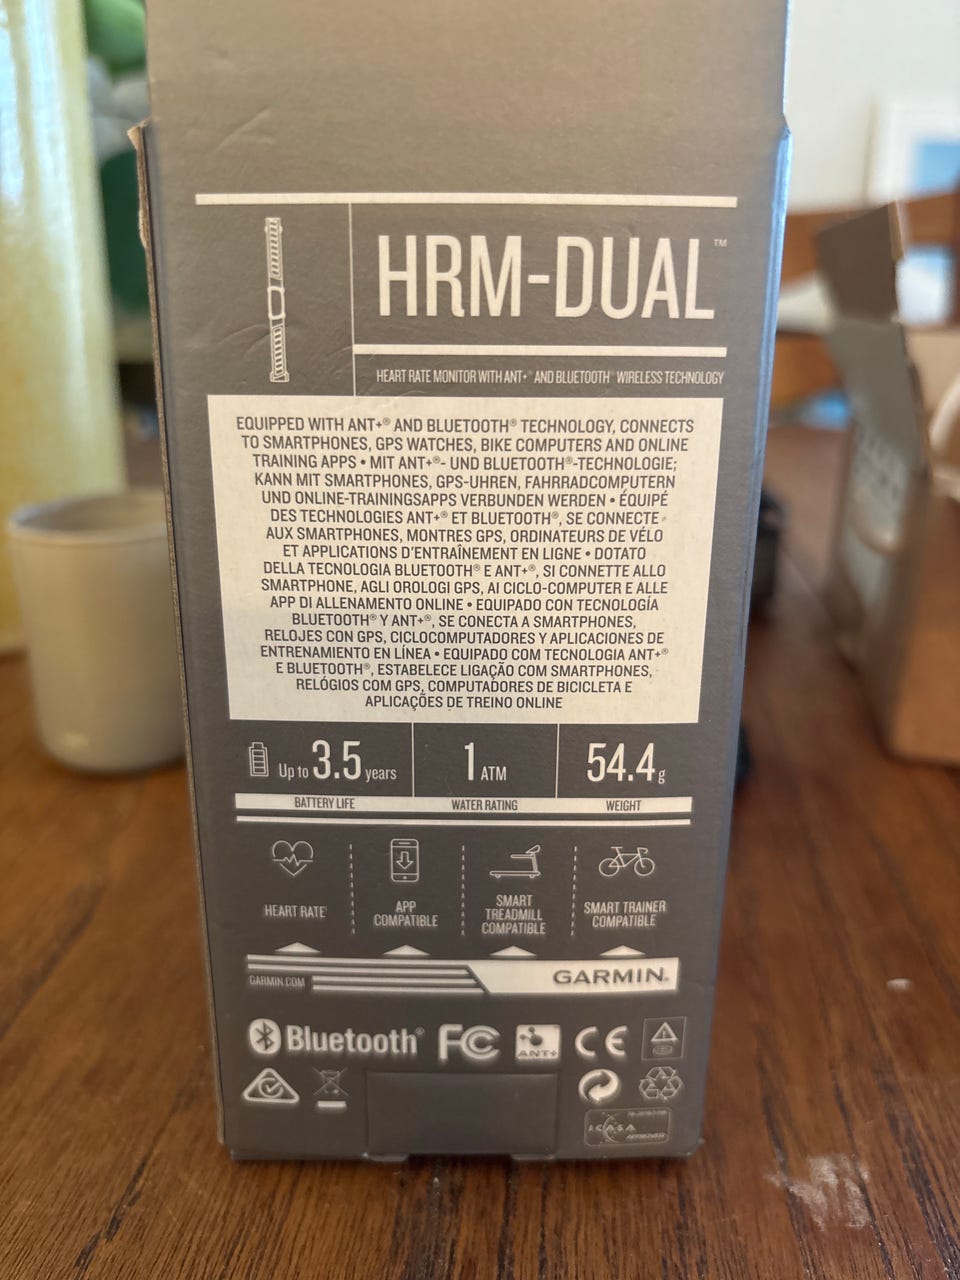 HRM-DUAL™
HEART RATE MONITOR WITH ANT+® AND BLUETOOTH® WIRELESS TECHNOLOGY
EQUIPPED WITH ANT+® AND BLUETOOTH® TECHNOLOGY, CONNECTS
TO SMARTPHONES, GPS WATCHES, BIKE COMPUTERS AND ONLINE
TRAINING APPS • MIT ANT+®- UND BLUETOOTH®-TECHNOLOGIE;
KANN MIT SMARTPHONES, GPS-UHREN, FAHRRADCOMPUTERN
UND ONLINE-TRAININGSAPPS VERBUNDEN WERDEN • ÉQUIPÉ
DES TECHNOLOGIES ANT+® ET BLUETOOTH®, SE CONNECTE
AUX SMARTPHONES, MONTRES GPS, ORDINATEURS DE VÉLO
ET APPLICATIONS D'ENTRAÎNEMENT EN LIGNE • DOTATO
DELLA TECNOLOGIA BLUETOOTH® E ANT+®, SI CONNETTE ALLO
SMARTPHONE, AGLI OROLOGI GPS, AI CICLO-COMPUTER E ALLE
APP DI ALLENAMENTO ONLINE • EQUIPADO CON TECNOLOGÍA
BLUETOOTH® Y ANT+®, SE CONECTA A SMARTPHONES,
RELOJES CON GPS, CICLOCOMPUTADORES Y APLICACIONES DE
ENTRENAMIENTO EN LÍNEA • EQUIPADO COM TECNOLOGIA ANT+®
E BLUETOOTH®, ESTABELECE LIGAÇÃO COM SMARTPHONES,
RELÓGIOS COM GPS, COMPUTADORES DE BICICLETA E
APLICAÇÕES DE TREINO ONLINE
Up to 3.5 years 1 ATM 54.4 g
BATTERY LIFE WATER RATING WEIGHT
HEART RATE¹ APP COMPATIBLE SMART TREADMILL COMPATIBLE SMART TRAINER COMPATIBLE
GARMIN.COM GARMIN®
Bluetooth® FC ANT+ CE
ICASA
APPROVED